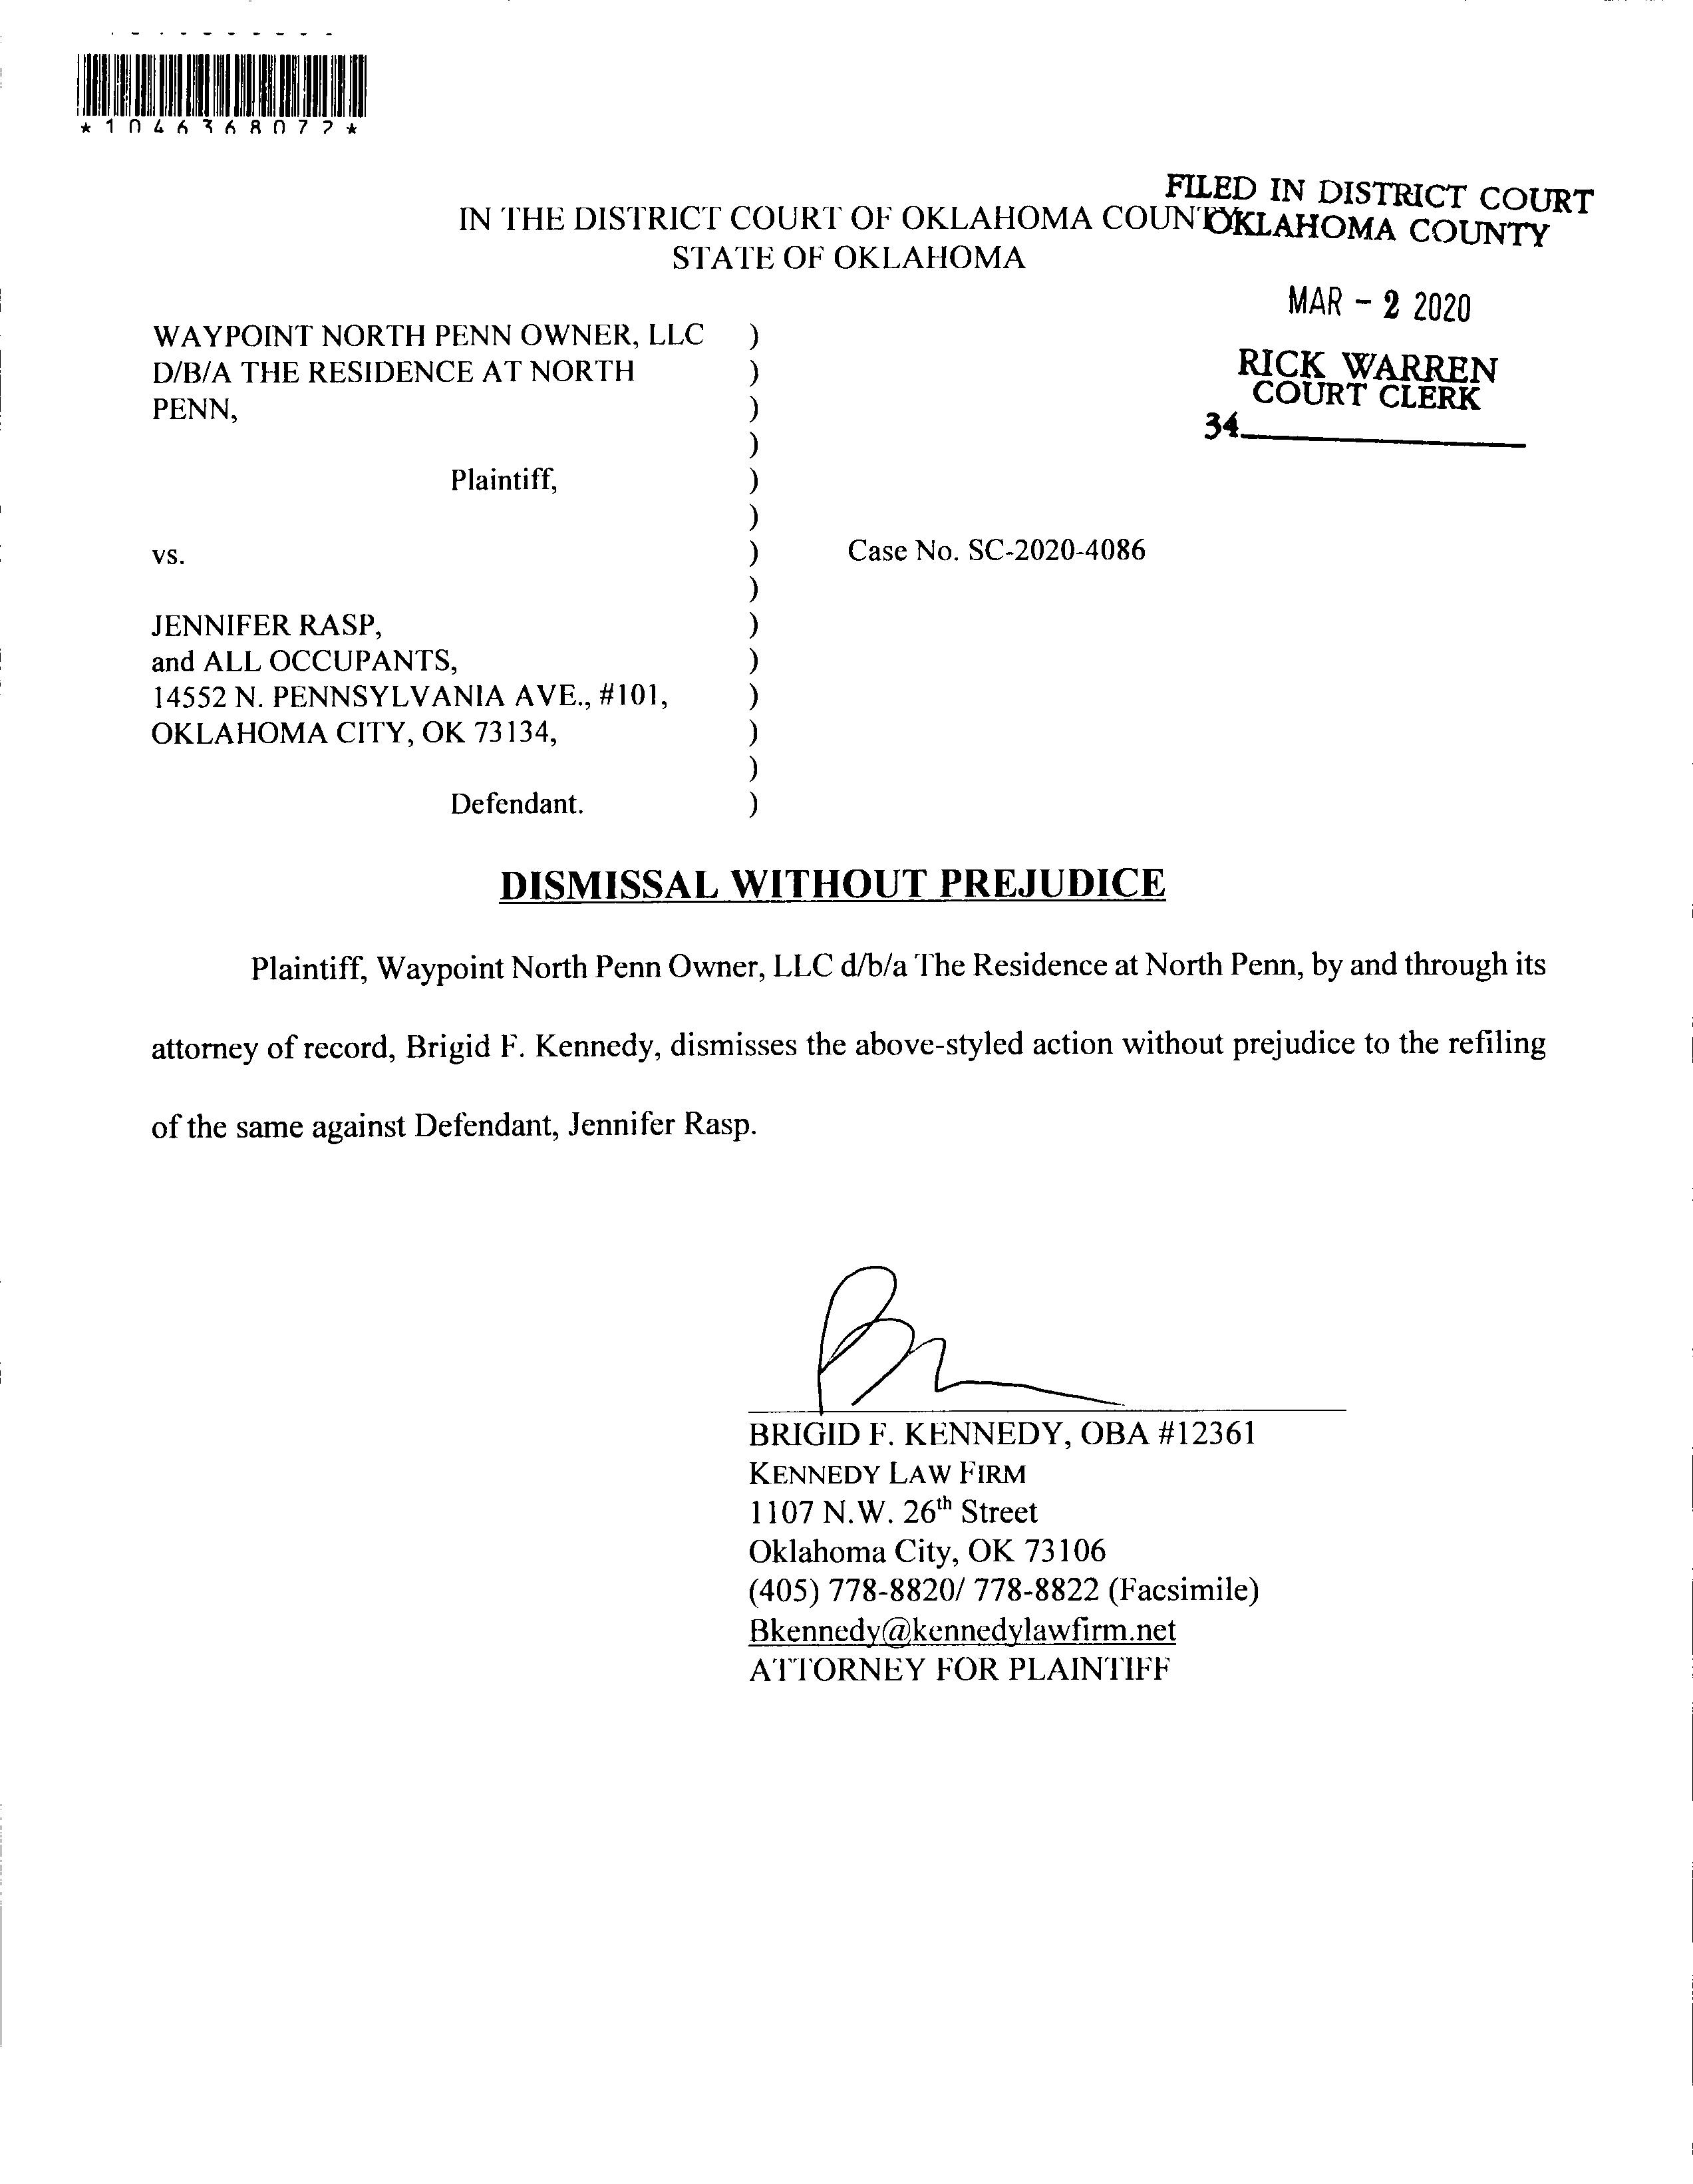 *1046368072*
FILED IN DISTRICT COURT
OKLAHOMA COUNTY
IN THE DISTRICT COURT OF OKLAHOMA COUNTY
STATE OF OKLAHOMA
MAR - 2 2020
RICK WARREN
COURT CLERK
34
WAYPOINT NORTH PENN OWNER, LLC )
D/B/A THE RESIDENCE AT NORTH )
PENN, )
)
Plaintiff, )
)
vs. ) Case No. SC-2020-4086
)
JENNIFER RASP, )
and ALL OCCUPANTS, )
14552 N. PENNSYLVANIA AVE., #101, )
OKLAHOMA CITY, OK 73134, )
)
Defendant. )
DISMISSAL WITHOUT PREJUDICE
Plaintiff, Waypoint North Penn Owner, LLC d/b/a The Residence at North Penn, by and through its
attorney of record, Brigid F. Kennedy, dismisses the above-styled action without prejudice to the refiling
of the same against Defendant, Jennifer Rasp.
BRIGID F. KENNEDY, OBA #12361
KENNEDY LAW FIRM
1107 N.W. 26th Street
Oklahoma City, OK 73106
(405) 778-8820/ 778-8822 (Facsimile)
Bkennedy@kennedylawfirm.net
ATTORNEY FOR PLAINTIFF